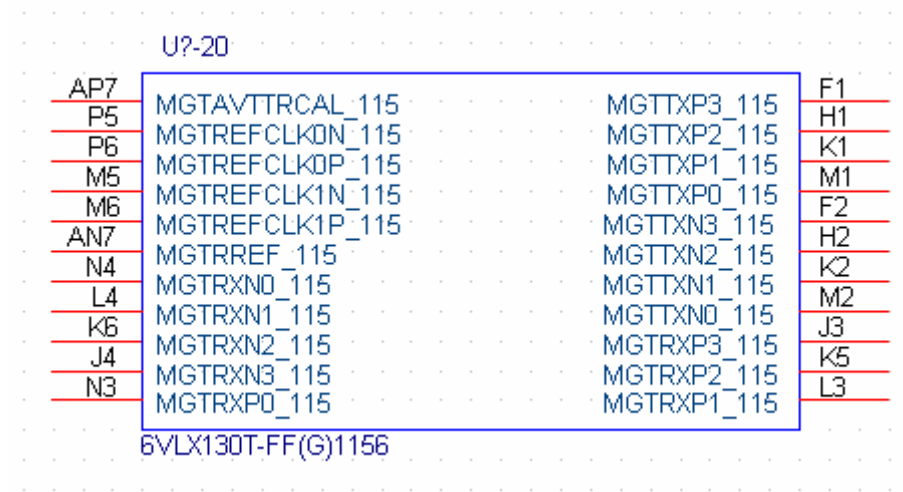 U?-20
AP7 MGTAVTTRCAL_115 MGTTXP3_115 F1
P5 MGTREFCLK0N_115 MGTTXP2_115 H1
P6 MGTREFCLK0P_115 MGTTXP1_115 K1
M5 MGTREFCLK1N_115 MGTTXP0_115 M1
M6 MGTREFCLK1P_115 MGTTXN3_115 F2
AN7 MGTRREF_115 MGTTXN2_115 H2
N4 MGTRXN0_115 MGTTXN1_115 K2
L4 MGTRXN1_115 MGTTXN0_115 M2
K6 MGTRXN2_115 MGTRXP3_115 J3
J4 MGTRXN3_115 MGTRXP2_115 K5
N3 MGTRXP0_115 MGTRXP1_115 L3
6VLX130T-FF(G)1156